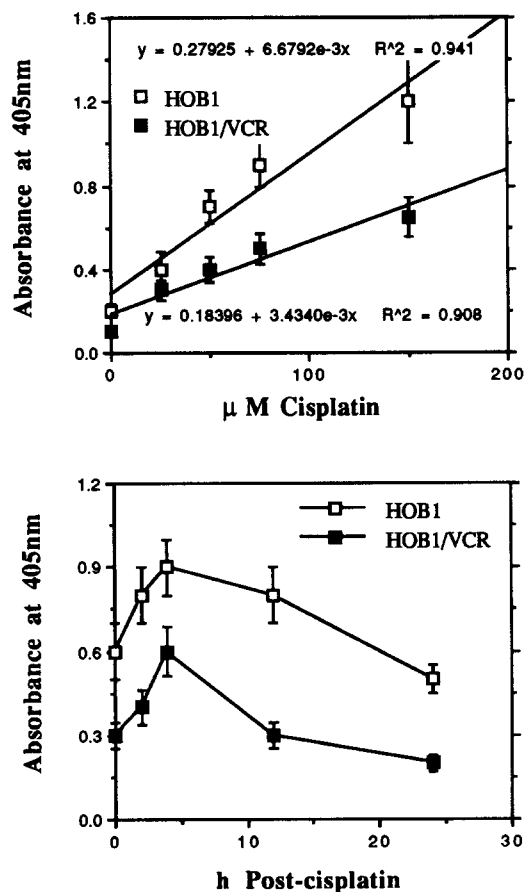 1.6
y = 0.27925 + 6.6792e-3x R^2 = 0.941
HOB1
1.2
HOB1/VCR
0.8
0.4
y = 0.18396 + 3.4340e-3x R^2 = 0.908
0.0
0 100 200
Absorbance at 405nm
μ M Cisplatin
1.2
HOB1
HOB1/VCR
0.9
0.6
0.3
0.0
0 10 20 30
Absorbance at 405nm
h Post-cisplatin